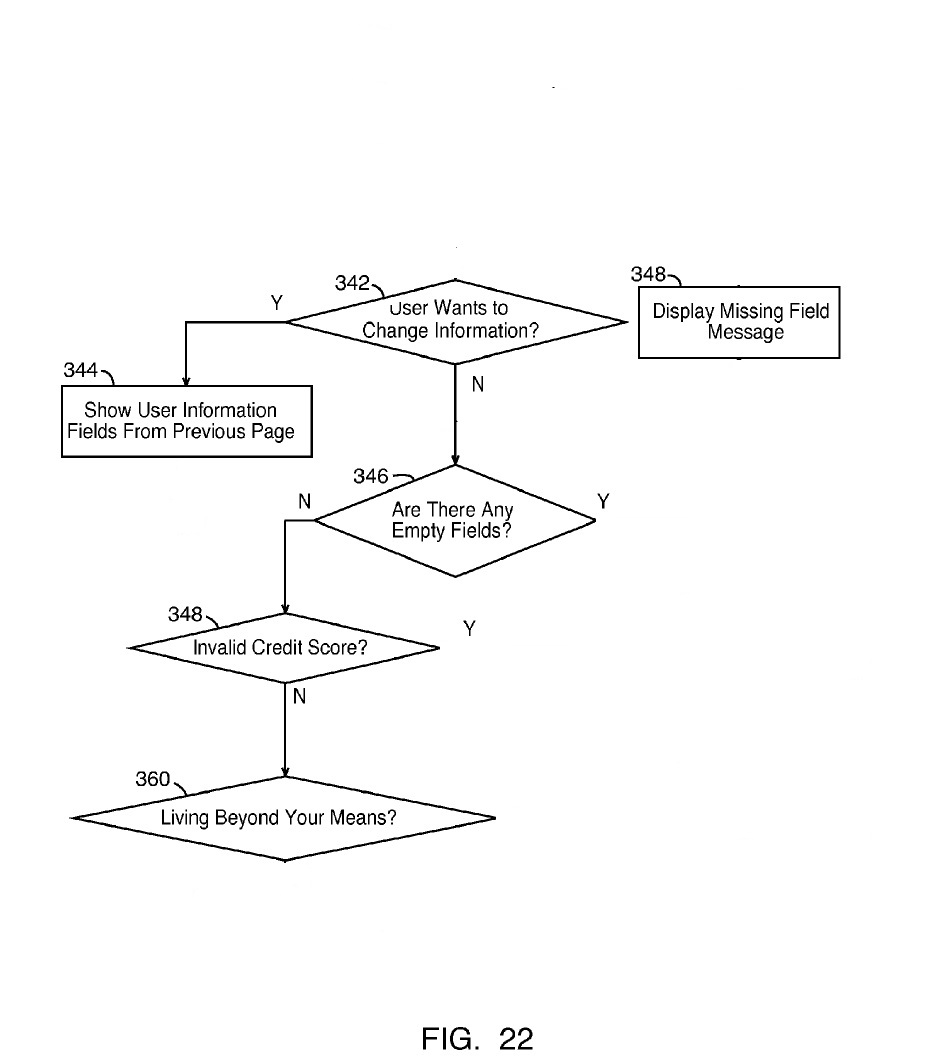 342
User Wants to
Change Information?
Y
N
348
Display Missing Field
Message
344
Show User Information
Fields From Previous Page
346
Are There Any
Empty Fields?
N
Y
348
Invalid Credit Score?
Y
N
360
Living Beyond Your Means?
FIG. 22